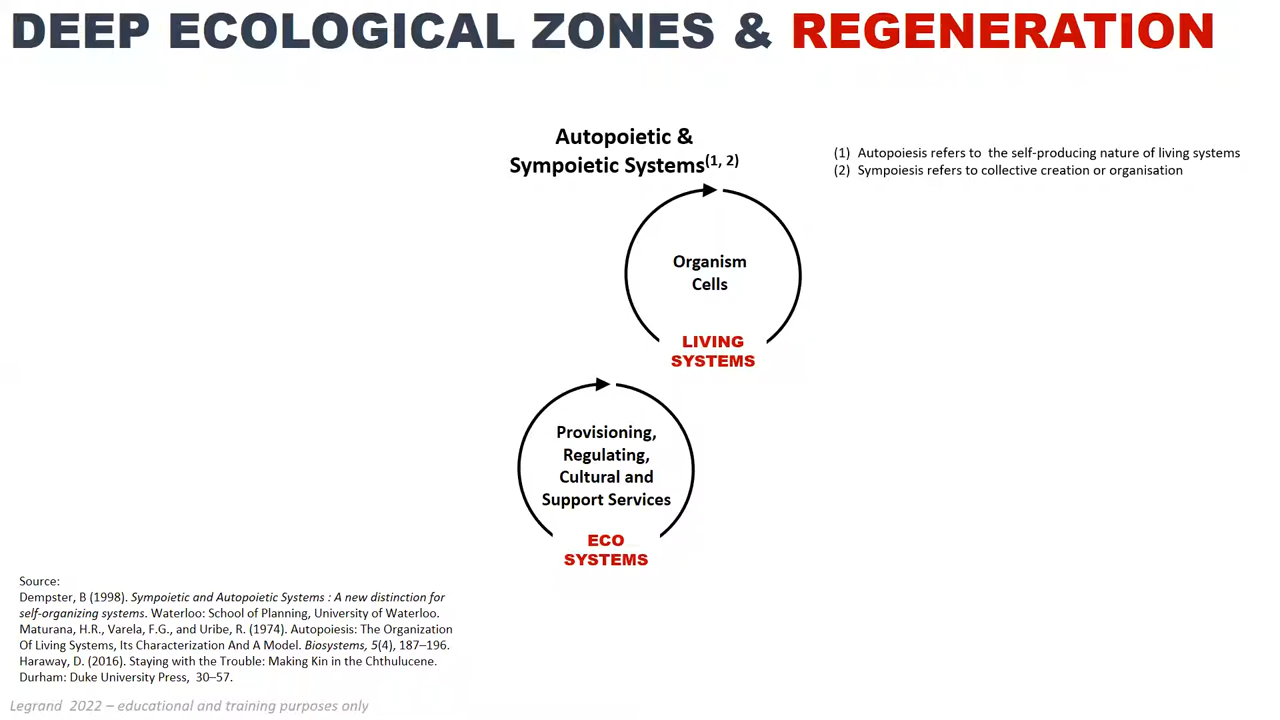 DEEP ECOLOGICAL ZONES & REGENERATION
Autopoietic &
Sympoietic Systems(1, 2)
(1) Autopoiesis refers to the self-producing nature of living systems
(2) Sympoiesis refers to collective creation or organisation
Organism
Cells
LIVING
SYSTEMS
Provisioning,
Regulating,
Cultural and
Support Services
ECO
SYSTEMS
Source:
Dempster, B (1998). Sympoietic and Autopoietic Systems : A new distinction for
self-organizing systems. Waterloo: School of Planning, University of Waterloo.
Maturana, H.R., Varela, F.G., and Uribe, R. (1974). Autopoiesis: The Organization
Of Living Systems, Its Characterization And A Model. Biosystems, 5(4), 187–196.
Haraway, D. (2016). Staying with the Trouble: Making Kin in the Chthulucene.
Durham: Duke University Press, 30–57.
Legrand 2022 – educational and training purposes only